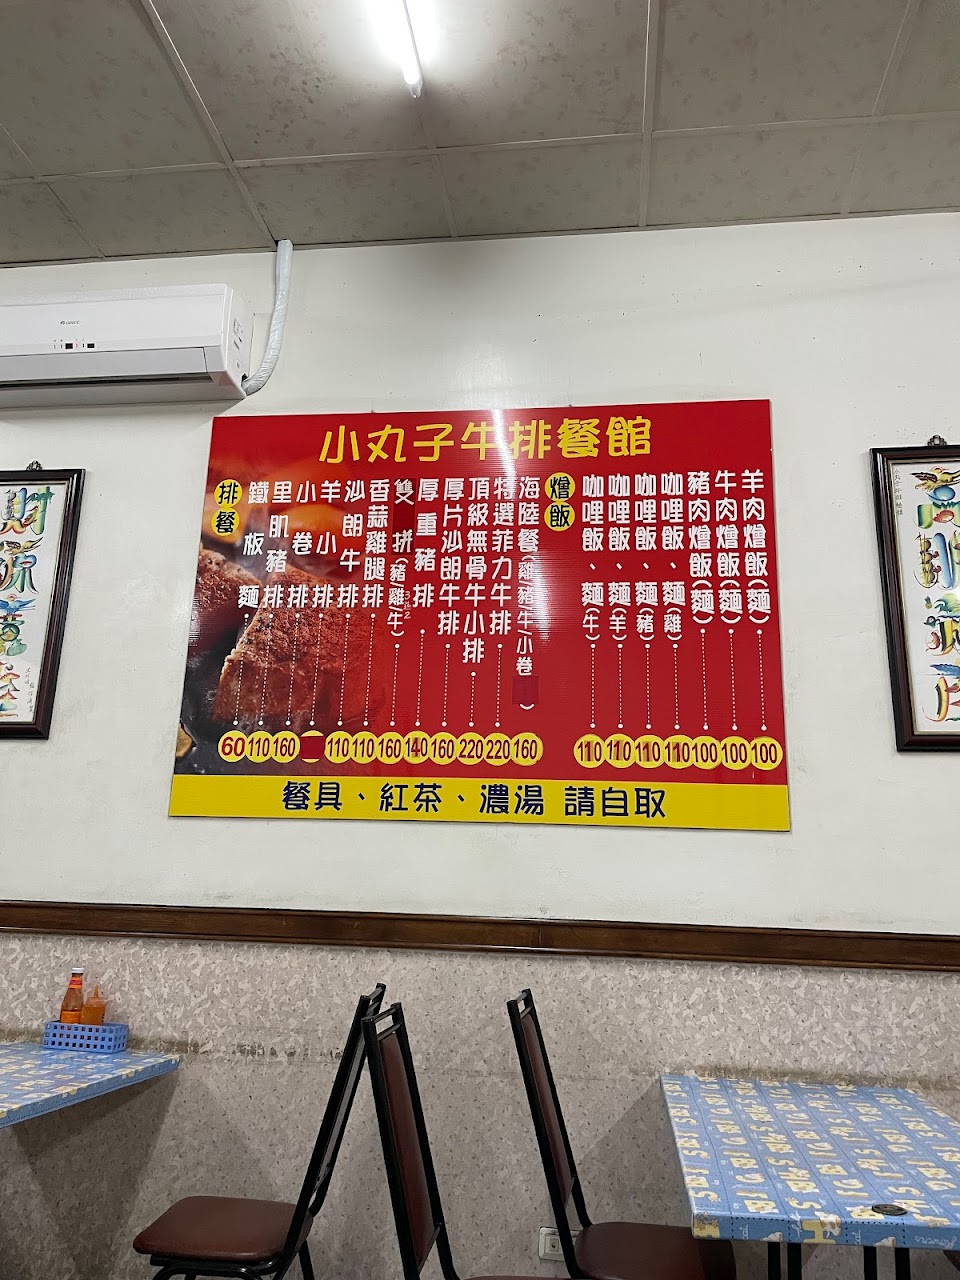 小丸子牛排餐館
排餐
鐵板麵 60
里肌豬排 110
小卷排 160
羊小排
沙朗牛排 110
香蒜雞腿排 110
雙拼(豬/雞/牛) 160
厚重豬排 140
厚片沙朗牛排 160
頂級無骨牛小排 220
特選菲力牛排 220
海陸餐(雞/豬/牛/小卷) 160
燴飯
咖哩飯、麵(牛) 110
咖哩飯、麵(羊) 110
咖哩飯、麵(豬) 110
咖哩飯、麵(雞) 110
豬肉燴飯(麵) 100
牛肉燴飯(麵) 100
羊肉燴飯(麵) 100
餐具、紅茶、濃湯 請自取